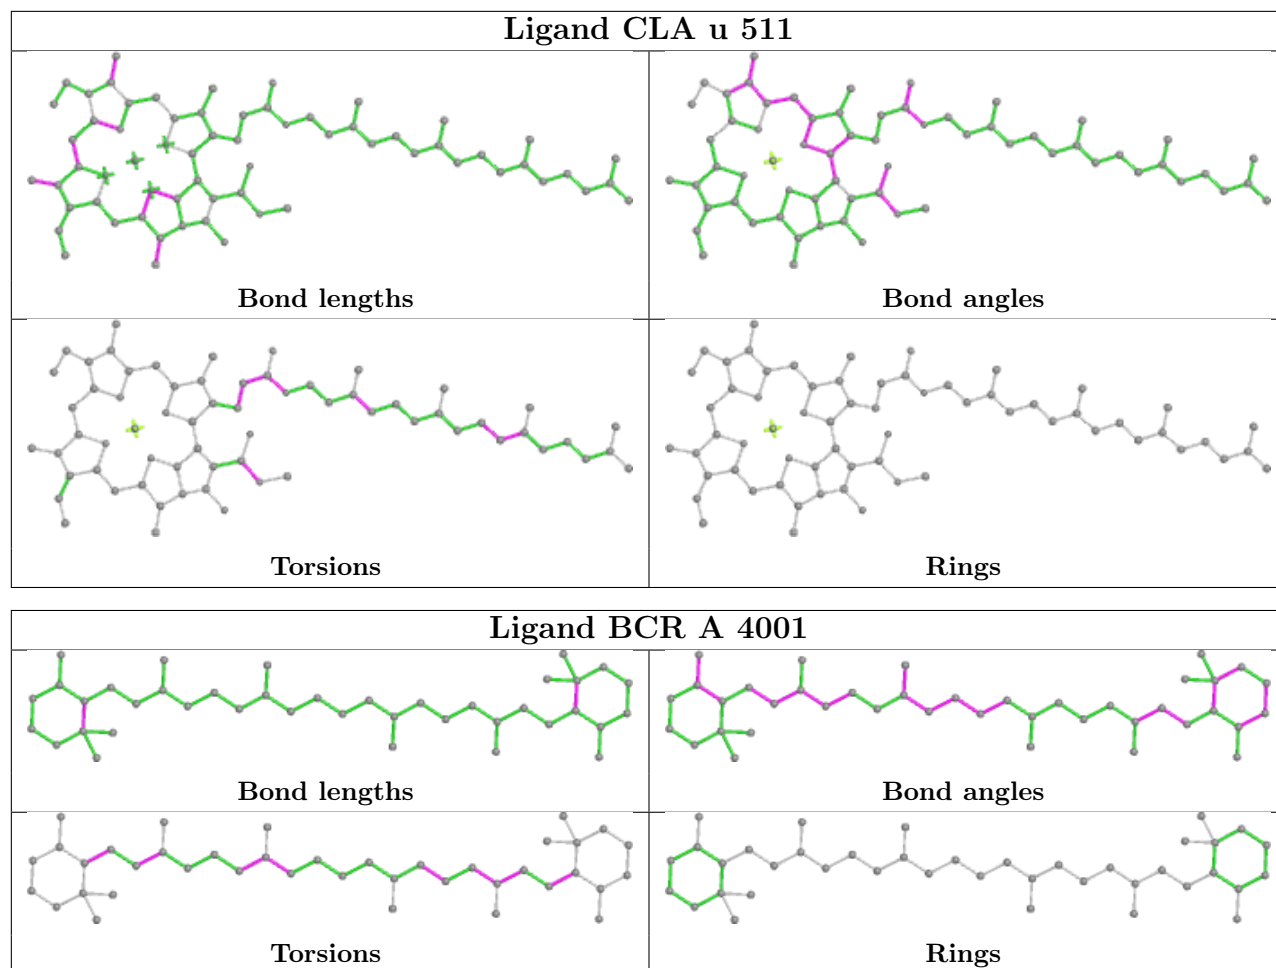 Ligand CLA u 511
Bond lengths
Bond angles
Torsions
Rings
Ligand BCR A 4001
Bond lengths
Bond angles
Torsions
Rings